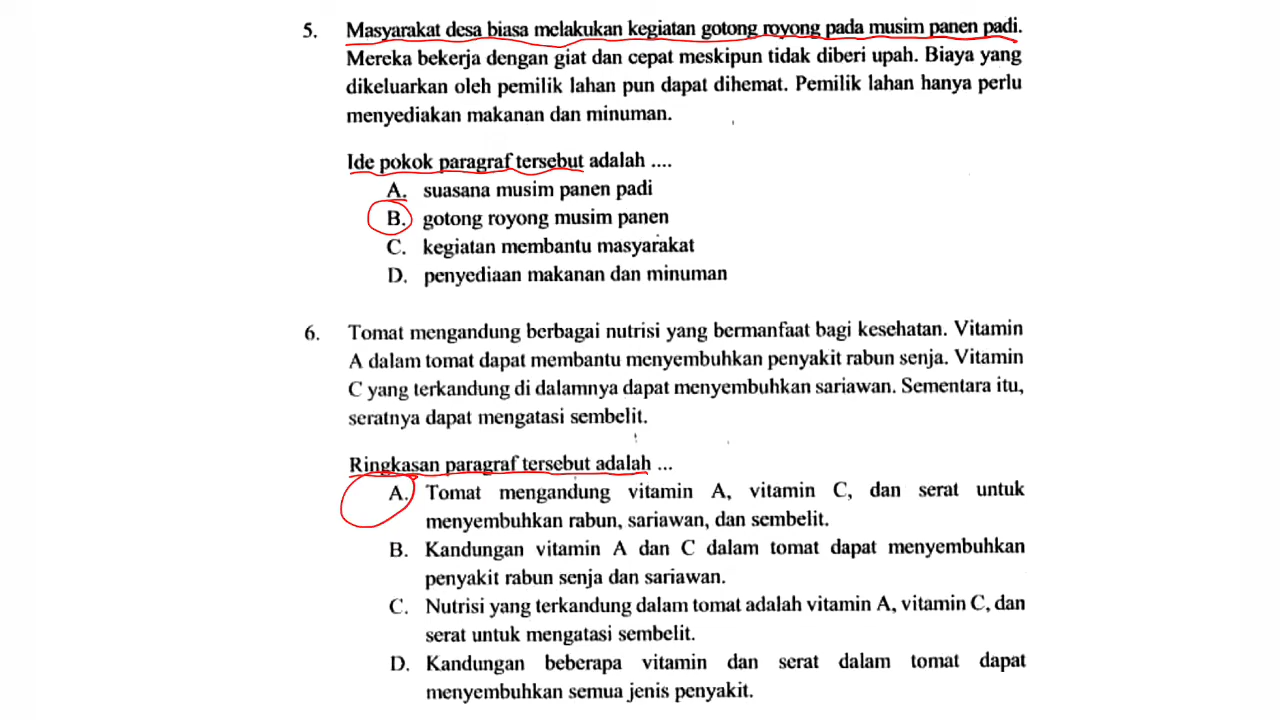 5. Masyarakat desa biasa melakukan kegiatan gotong royong pada musim panen padi.
Mereka bekerja dengan giat dan cepat meskipun tidak diberi upah. Biaya yang
dikeluarkan oleh pemilik lahan pun dapat dihemat. Pemilik lahan hanya perlu
menyediakan makanan dan minuman.
Ide pokok paragraf tersebut adalah ....
A. suasana musim panen padi
B. gotong royong musim panen
C. kegiatan membantu masyarakat
D. penyediaan makanan dan minuman
6. Tomat mengandung berbagai nutrisi yang bermanfaat bagi kesehatan. Vitamin
A dalam tomat dapat membantu menyembuhkan penyakit rabun senja. Vitamin
C yang terkandung di dalamnya dapat menyembuhkan sariawan. Sementara itu,
seratnya dapat mengatasi sembelit.
Ringkasan paragraf tersebut adalah ...
A. Tomat mengandung vitamin A, vitamin C, dan serat untuk
menyembuhkan rabun, sariawan, dan sembelit.
B. Kandungan vitamin A dan C dalam tomat dapat menyembuhkan
penyakit rabun senja dan sariawan.
C. Nutrisi yang terkandung dalam tomat adalah vitamin A, vitamin C, dan
serat untuk mengatasi sembelit.
D. Kandungan beberapa vitamin dan serat dalam tomat dapat
menyembuhkan semua jenis penyakit.